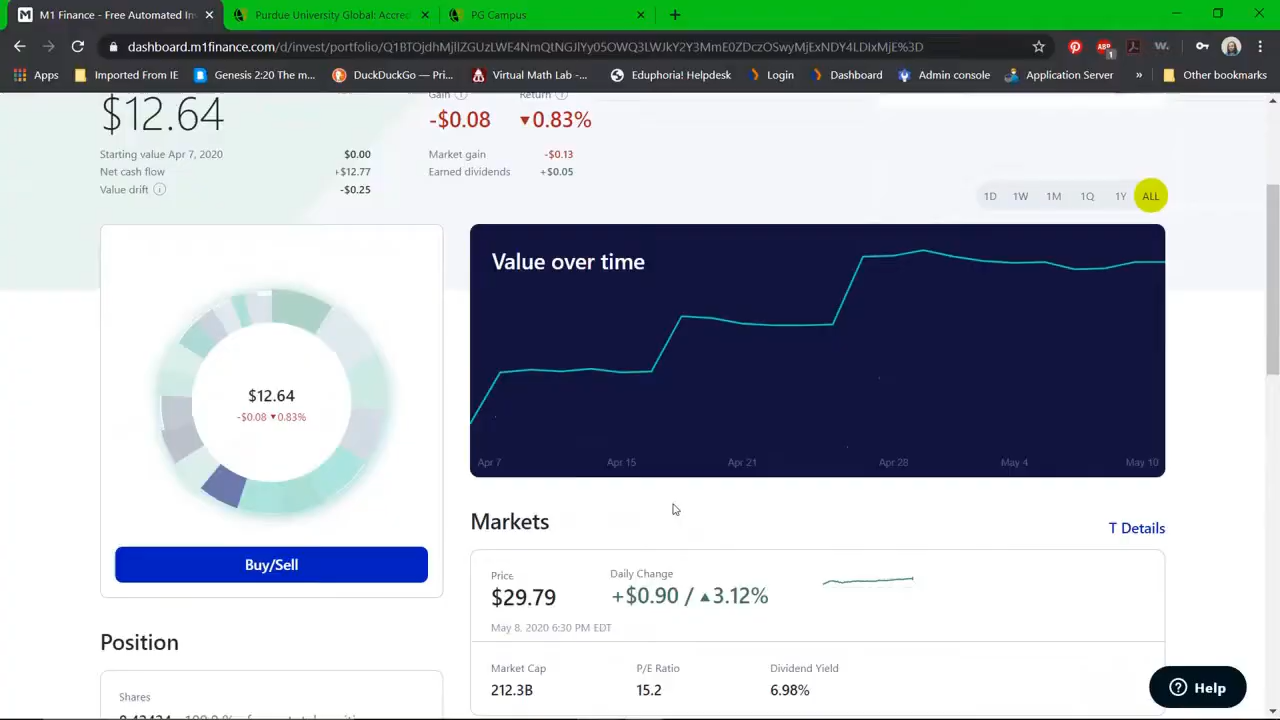 M1 Finance - Free Automated In
Purdue University Global: Accred
PG Campus
dashboard.m1finance.com/d/invest/portfolio/
Apps
Imported From IE
Genesis 2:20 The m...
DuckDuckGo — Pri...
Virtual Math Lab -...
Eduphoria! Helpdesk
Login
Dashboard
Admin console
Application Server
»
Other bookmarks
$12.64
Gain
Return
-$0.08
▼0.83%
Starting value Apr 7, 2020
$0.00
Market gain
-$0.13
Net cash flow
+$12.77
Earned dividends
+$0.05
Value drift
-$0.25
1D
1W
1M
1Q
1Y
ALL
Value over time
$12.64
-$0.08 ▼0.83%
Apr 7
Apr 15
Apr 21
Apr 28
May 4
May 10
Buy/Sell
Markets
T Details
Price
Daily Change
$29.79
+$0.90 / ▲3.12%
May 8, 2020 6:30 PM EDT
Position
Market Cap
P/E Ratio
Dividend Yield
212.3B
15.2
6.98%
Shares
Help